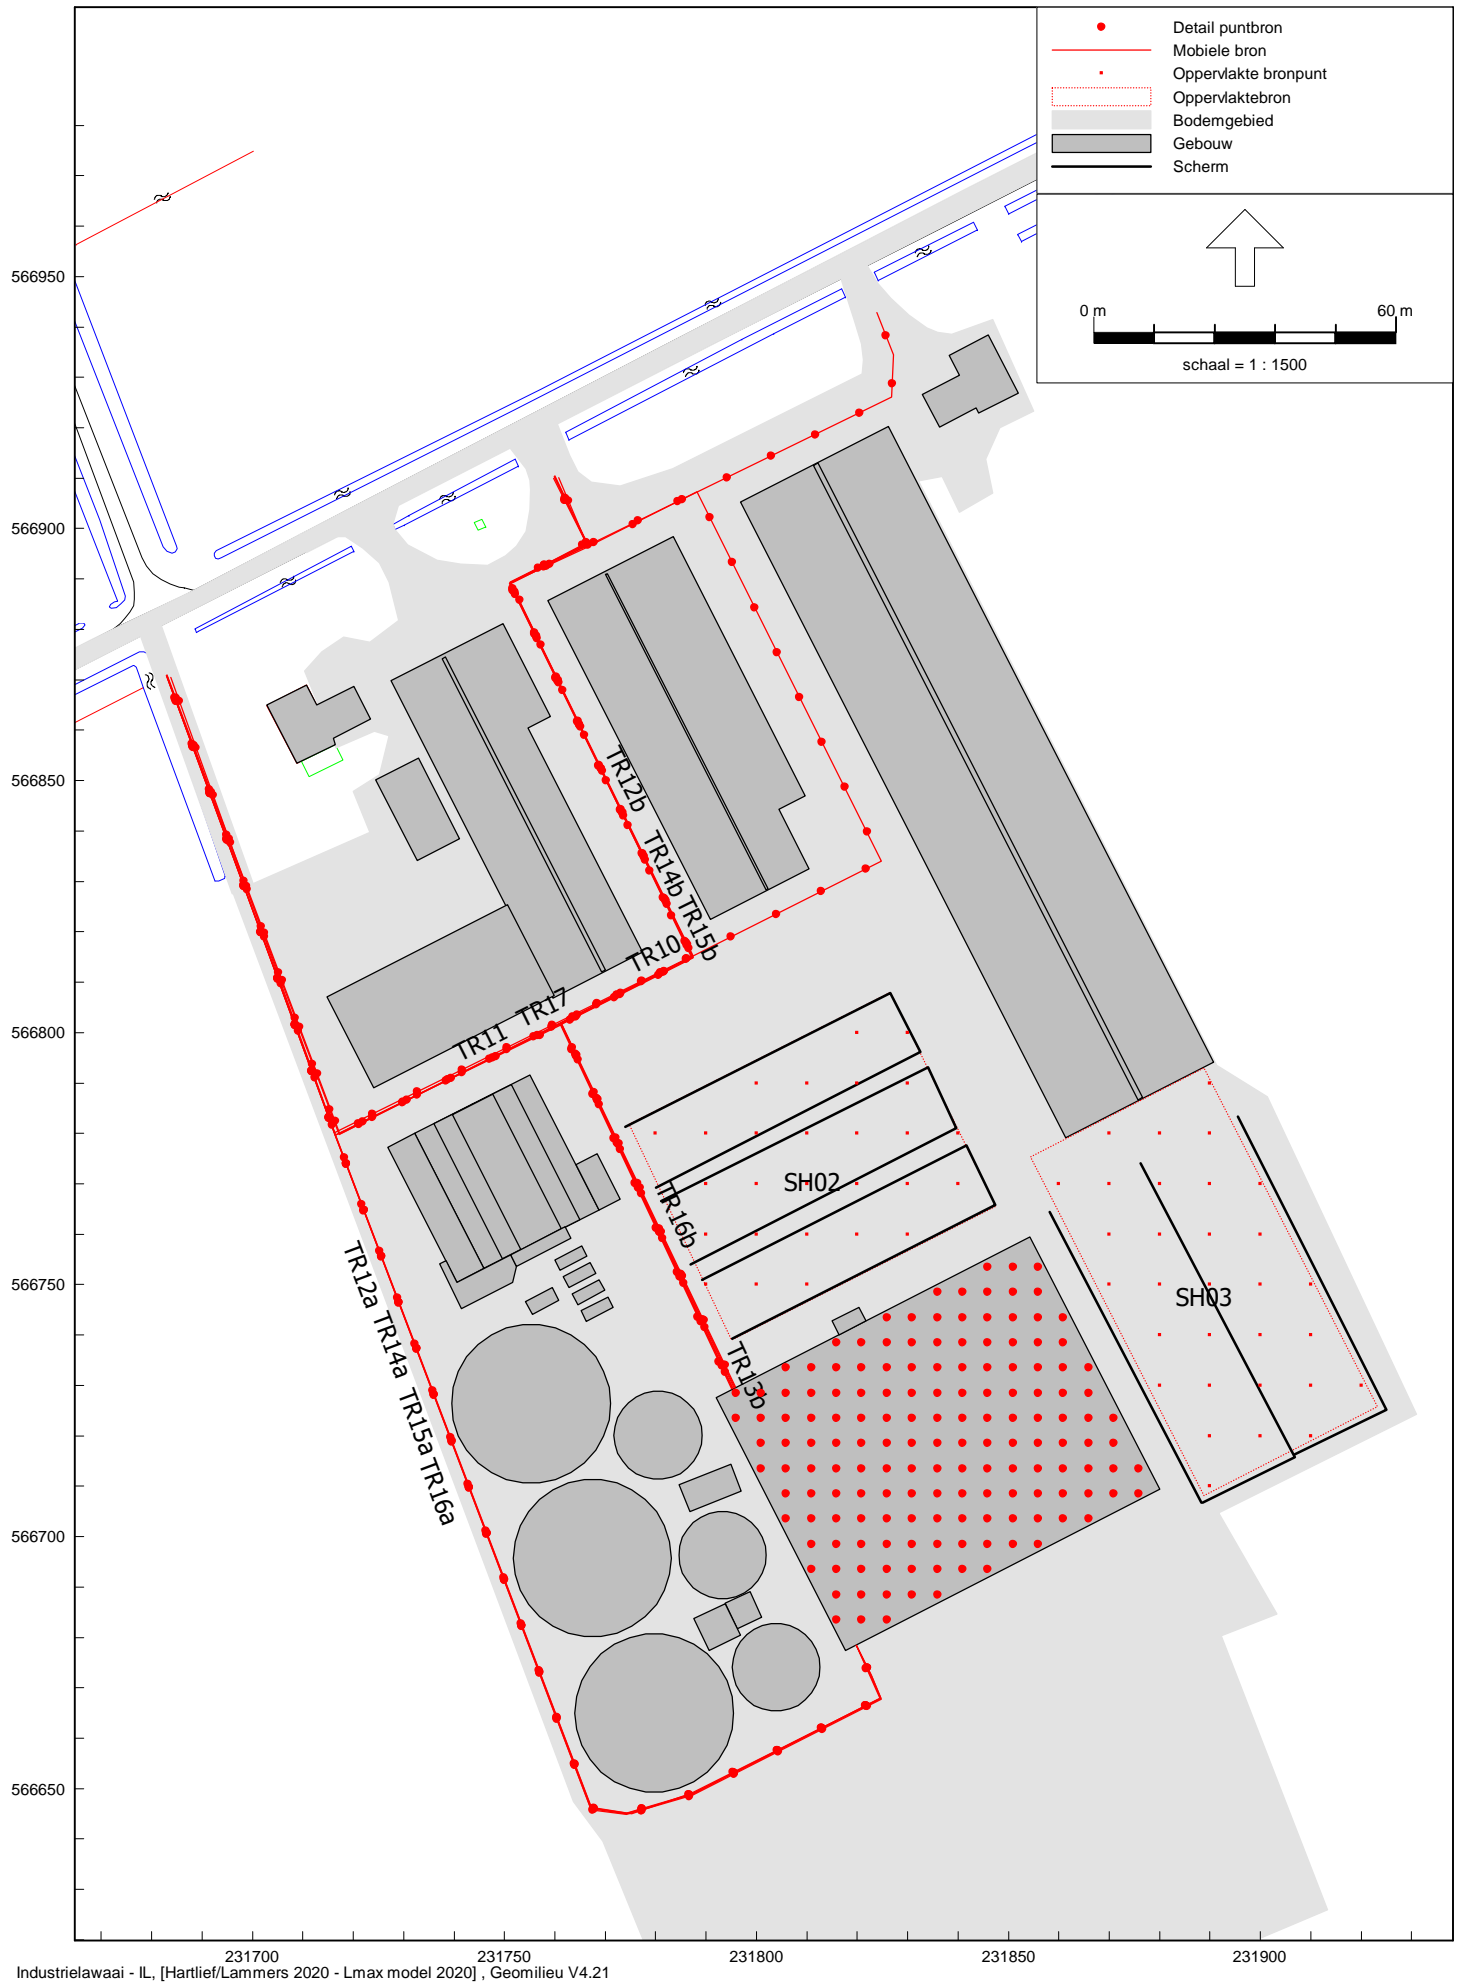 Detail puntbron
Mobiele bron
Oppervlakte bronpunt
Oppervlaktebron
Bodemgebied
Gebouw
Scherm
0 m
60 m
schaal = 1 : 1500
566950
566900
566850
566800
566750
566700
566650
TR12b
TR14b
TR15b
TR10
TR17
TR11
TR16b
SH02
SH03
TR12a
TR14a
TR15a
TR16a
TR13b
231700
231750
231800
231850
231900
Industrielawaai - IL, [Hartlief/Lammers 2020 - Lmax model 2020] , Geomilieu V4.21